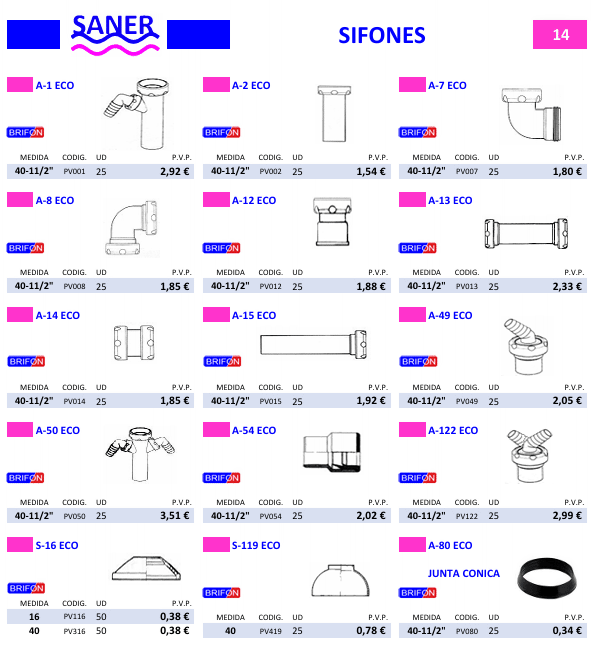 SANER
SIFONES
14
A-1 ECO
BRIFON
MEDIDA CODIG. UD P.V.P.
40-11/2" PV001 25 2,92 €
A-2 ECO
BRIFON
MEDIDA CODIG. UD P.V.P.
40-11/2" PV002 25 1,54 €
A-7 ECO
BRIFON
MEDIDA CODIG. UD P.V.P.
40-11/2" PV007 25 1,80 €
A-8 ECO
BRIFON
MEDIDA CODIG. UD P.V.P.
40-11/2" PV008 25 1,85 €
A-12 ECO
BRIFON
MEDIDA CODIG. UD P.V.P.
40-11/2" PV012 25 1,88 €
A-13 ECO
BRIFON
MEDIDA CODIG. UD P.V.P.
40-11/2" PV013 25 2,33 €
A-14 ECO
BRIFON
MEDIDA CODIG. UD P.V.P.
40-11/2" PV014 25 1,85 €
A-15 ECO
BRIFON
MEDIDA CODIG. UD P.V.P.
40-11/2" PV015 25 1,92 €
A-49 ECO
BRIFON
MEDIDA CODIG. UD P.V.P.
40-11/2" PV049 25 2,05 €
A-50 ECO
BRIFON
MEDIDA CODIG. UD P.V.P.
40-11/2" PV050 25 3,51 €
A-54 ECO
BRIFON
MEDIDA CODIG. UD P.V.P.
40-11/2" PV054 25 2,02 €
A-122 ECO
BRIFON
MEDIDA CODIG. UD P.V.P.
40-11/2" PV122 25 2,99 €
S-16 ECO
BRIFON
MEDIDA CODIG. UD P.V.P.
16 PV116 50 0,38 €
40 PV316 50 0,38 €
S-119 ECO
BRIFON
MEDIDA CODIG. UD P.V.P.
40 PV419 25 0,78 €
A-80 ECO
JUNTA CONICA
BRIFON
MEDIDA CODIG. UD P.V.P.
40-11/2" PV080 25 0,34 €